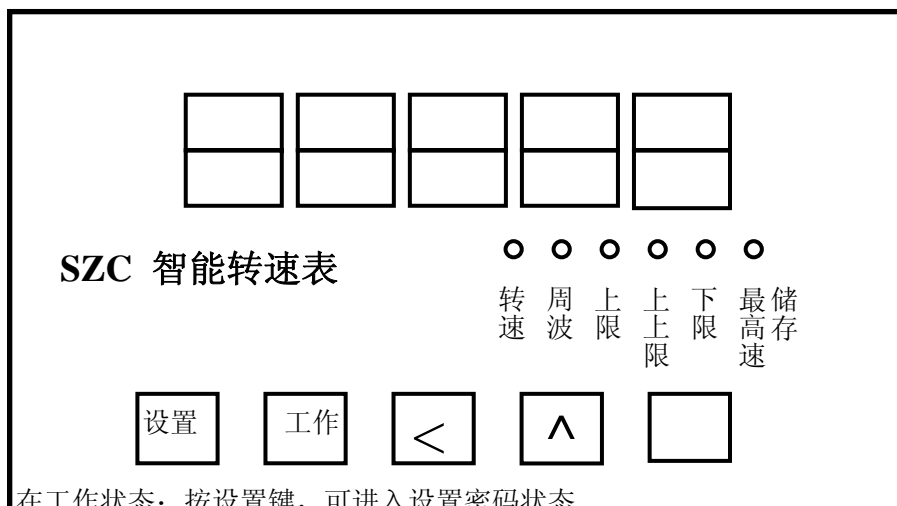 SZC 智能转速表
转速 周波 上限 上上限 下限 最高速 储存
设置 工作 < ^
在工作状态：按设置键，可进入设置密码状态